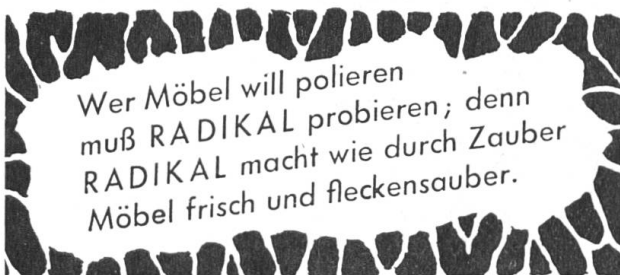 Wer Möbel will polieren
muß RADIKAL probieren; denn
RADIKAL macht wie durch Zauber
Möbel frisch und fleckensauber.